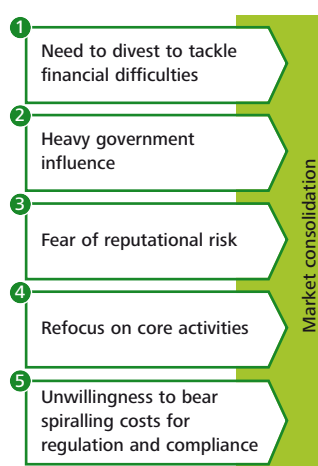 1
Need to divest to tackle
financial difficulties
2
Heavy government
influence
3
Fear of reputational risk
4
Refocus on core activities
5
Unwillingness to bear
spiralling costs for
regulation and compliance
Market consolidation